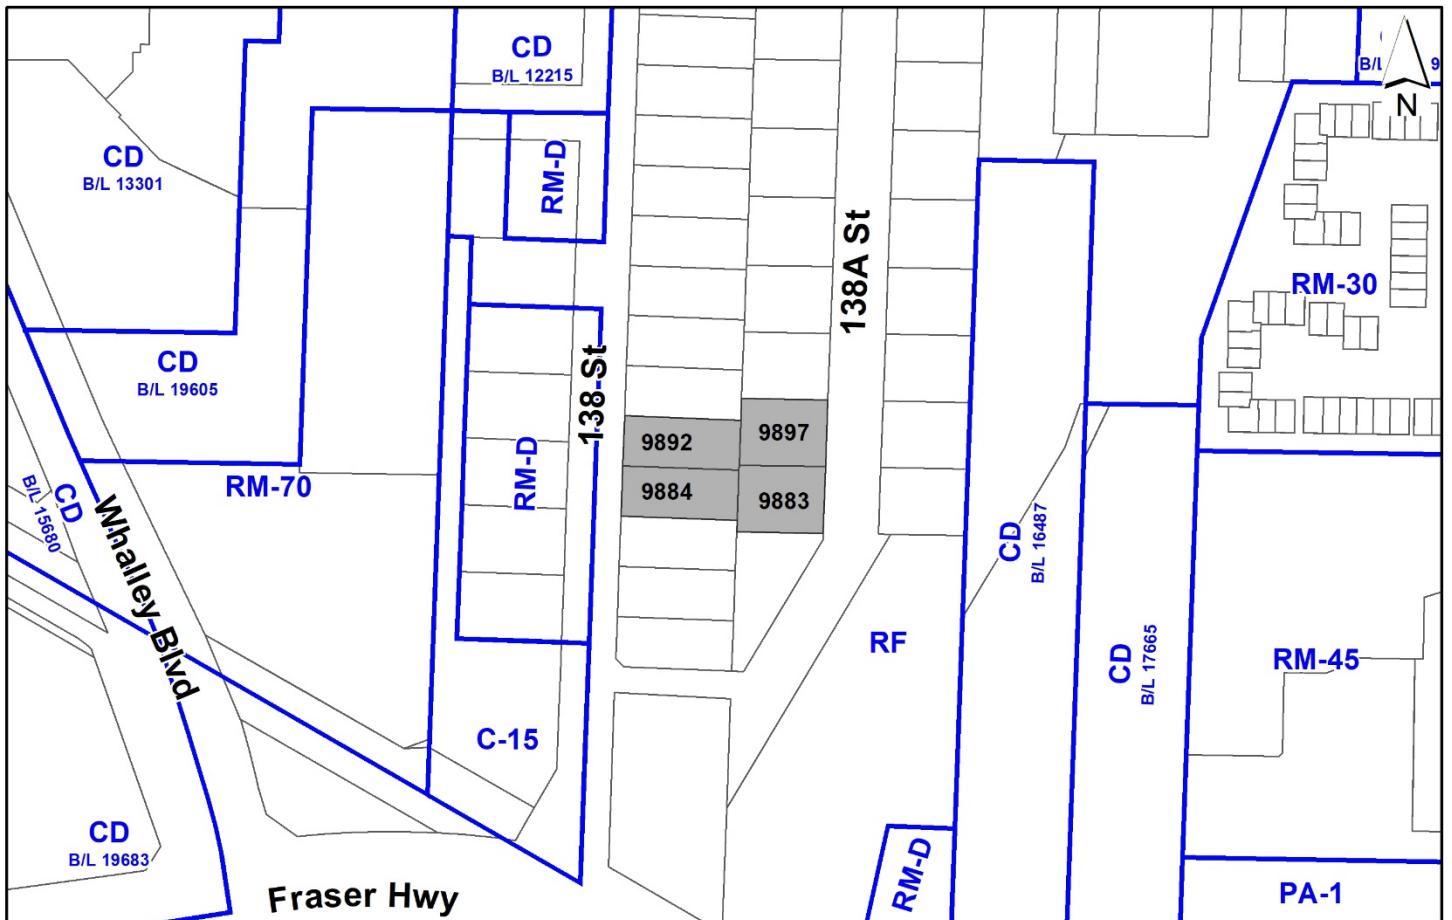 CD
B/L 12215
B/L
9
N
CD
B/L 13301
RM-D
138A St
RM-30
CD
B/L 19605
138 St
9892
9897
9884
9883
RM-D
RM-70
CD
B/L 15680
Whalley Blvd
CD
B/L 16487
RF
CD
B/L 17665
RM-45
C-15
CD
B/L 19683
RM-D
PA-1
Fraser Hwy